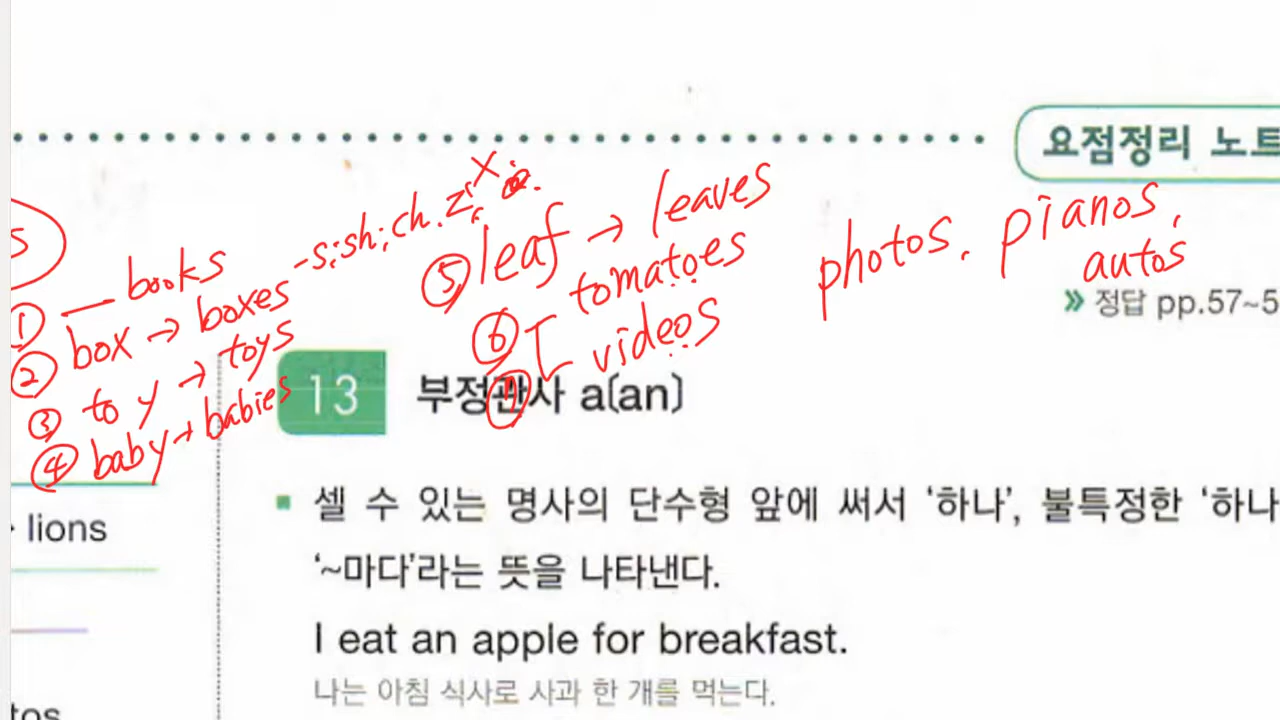 요점정리 노트
s
① books
② box → boxes -s, sh, ch, z, x
③ toy → toys
④ baby → babies
⑤ leaf → leaves
⑥ tomatoes
⑦ videos
photos, pianos,
autos
» 정답 pp.57~5
13 부정관사 a(an)
lions
셀 수 있는 명사의 단수형 앞에 써서 '하나', 불특정한 '하나
'~마다'라는 뜻을 나타낸다.
I eat an apple for breakfast.
나는 아침 식사로 사과 한 개를 먹는다.
tos